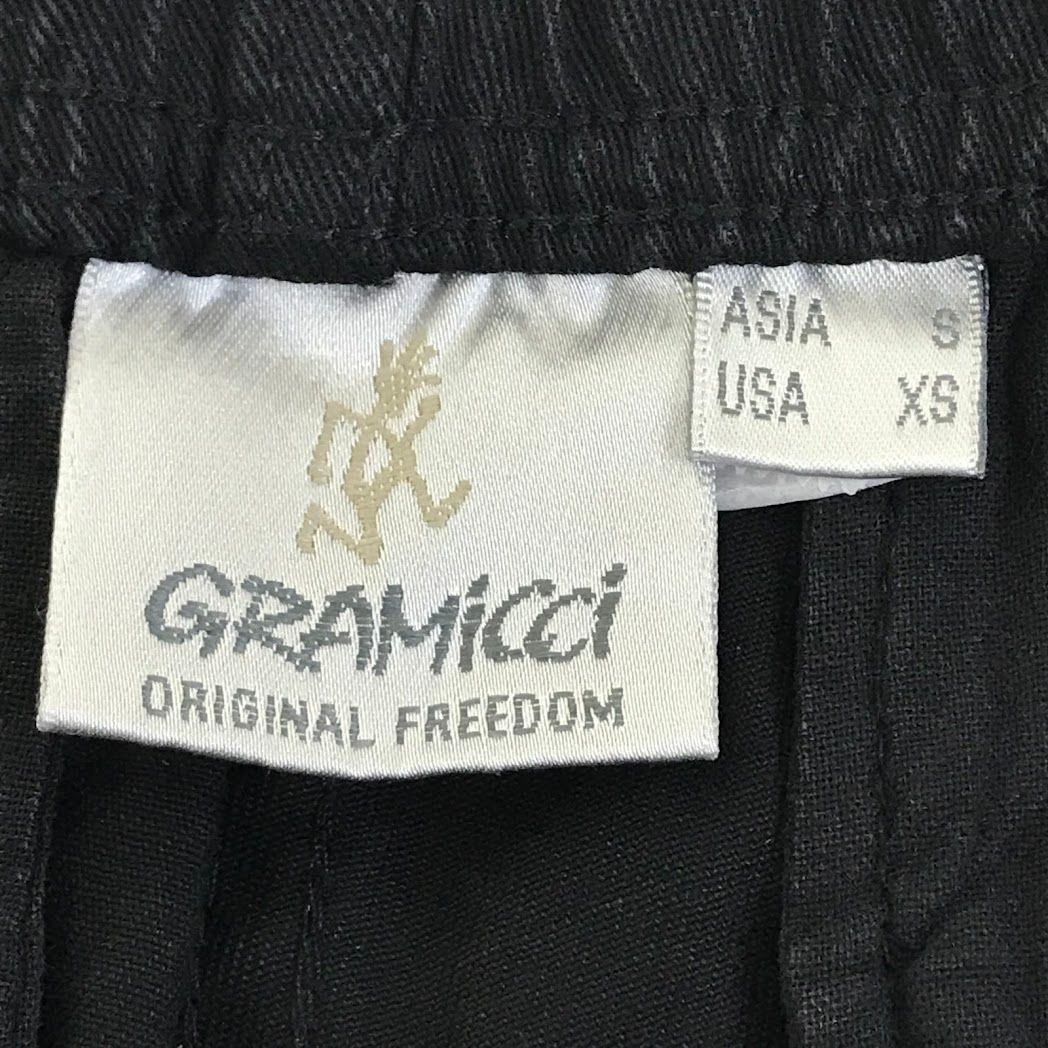 GRAMiCCi
ORIGINAL FREEDOM
ASIA S
USA XS